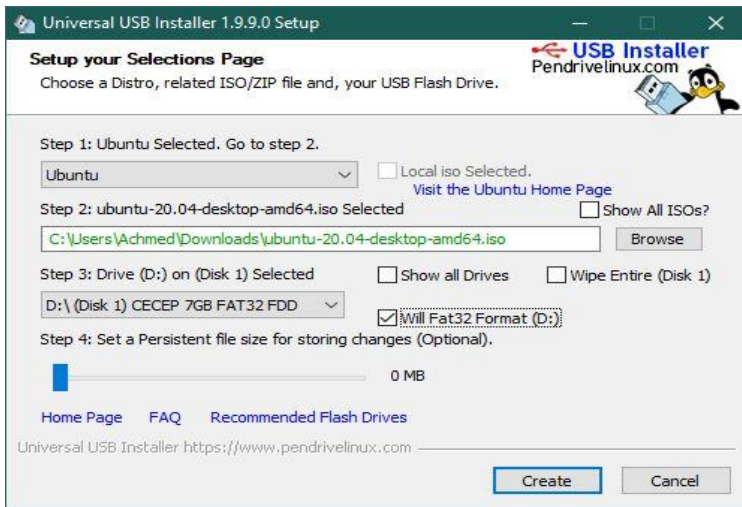 Universal USB Installer 1.9.9.0 Setup
Setup your Selections Page
Choose a Distro, related ISO/ZIP file and, your USB Flash Drive.
USB Installer
Pendrivelinux.com
Step 1: Ubuntu Selected. Go to step 2.
Ubuntu
Local iso Selected.
Visit the Ubuntu Home Page
Step 2: ubuntu-20.04-desktop-amd64.iso Selected
Show All ISOs?
C:\Users\Achmed\Downloads\ubuntu-20.04-desktop-amd64.iso
Browse
Step 3: Drive (D:) on (Disk 1) Selected
Show all Drives
Wipe Entire (Disk 1)
D:\ (Disk 1) CECEP 7GB FAT32 FDD
Will Fat32 Format (D:)
Step 4: Set a Persistent file size for storing changes (Optional).
0 MB
Home Page FAQ Recommended Flash Drives
Universal USB Installer https://www.pendrivelinux.com
Create
Cancel